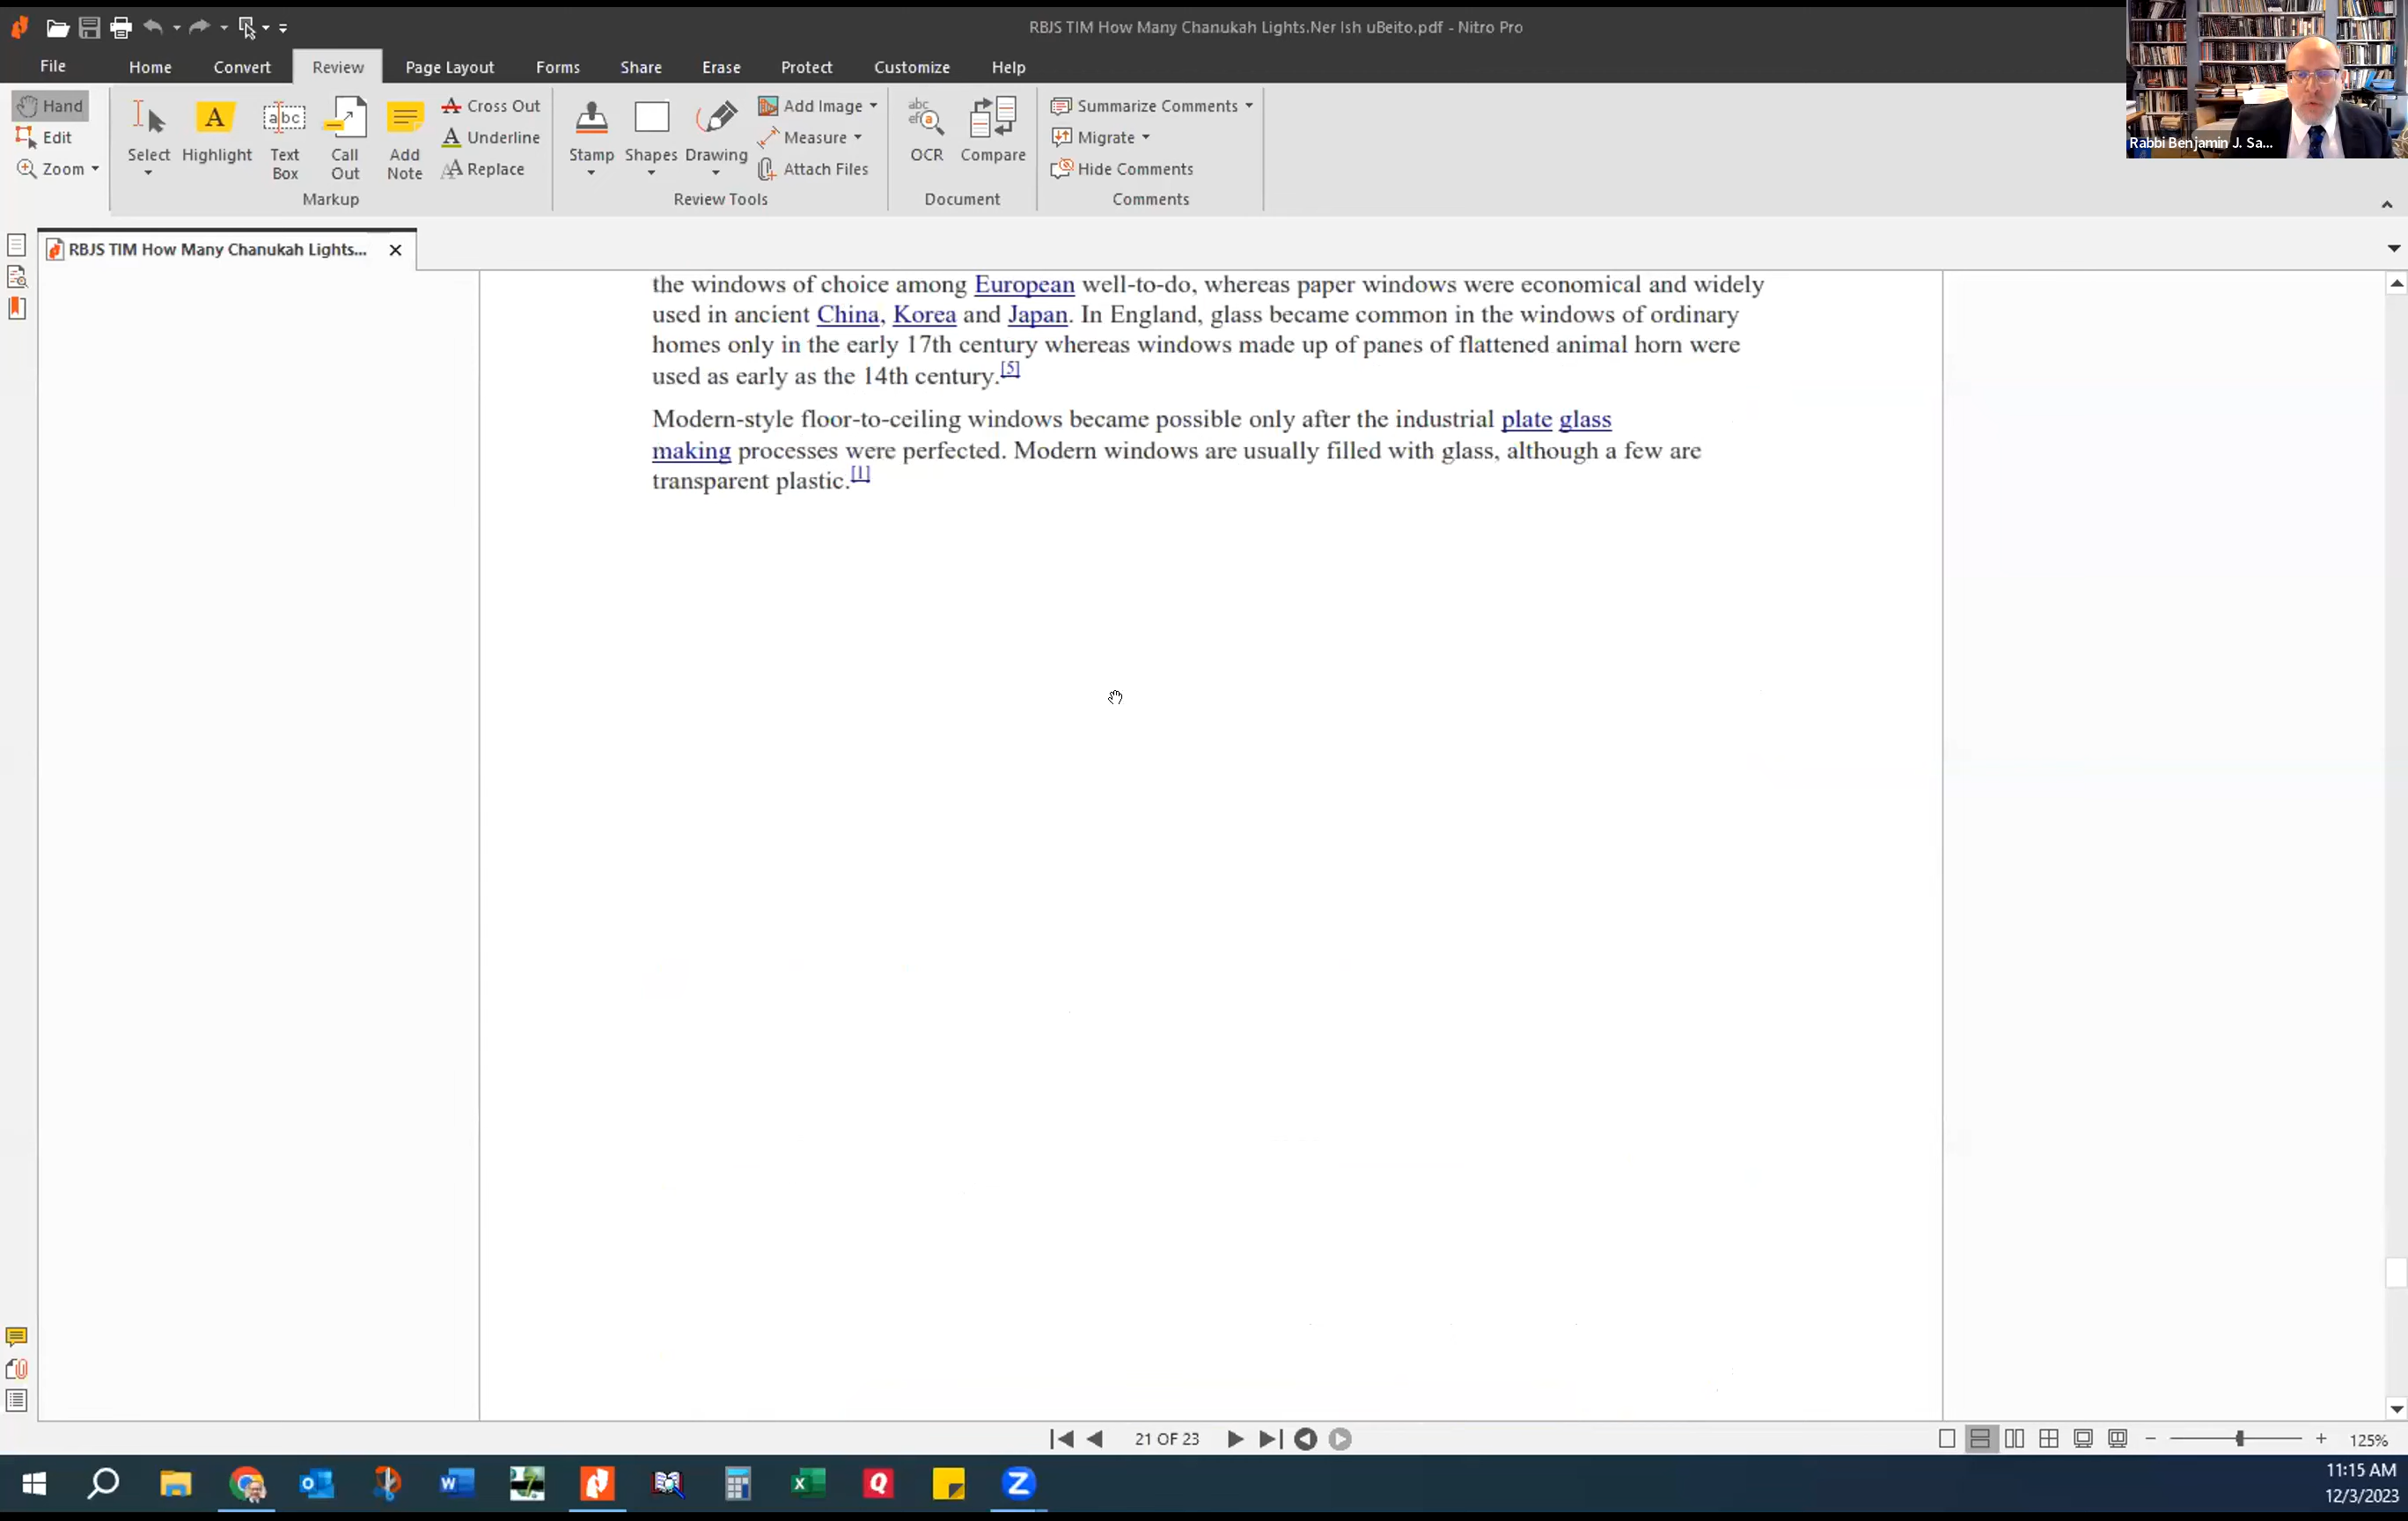 RBJS TIM How Many Chanukah Lights.Ner Ish uBeito.pdf - Nitro Pro
File
Home
Convert
Review
Page Layout
Forms
Share
Erase
Protect
Customize
Help
Hand
Edit
Zoom
Select
Highlight
Text
Box
Call
Out
Add
Note
Cross Out
Underline
Replace
Markup
Stamp
Shapes
Drawing
Add Image
Measure
Attach Files
Review Tools
OCR
Compare
Document
Summarize Comments
Migrate
Hide Comments
Comments
Rabbi Benjamin J. Sa...
RBJS TIM How Many Chanukah Lights...
the windows of choice among European well-to-do, whereas paper windows were economical and widely
used in ancient China, Korea and Japan. In England, glass became common in the windows of ordinary
homes only in the early 17th century whereas windows made up of panes of flattened animal horn were
used as early as the 14th century.[5]
Modern-style floor-to-ceiling windows became possible only after the industrial plate glass
making processes were perfected. Modern windows are usually filled with glass, although a few are
transparent plastic.[1]
21 OF 23
125%
11:15 AM
12/3/2023